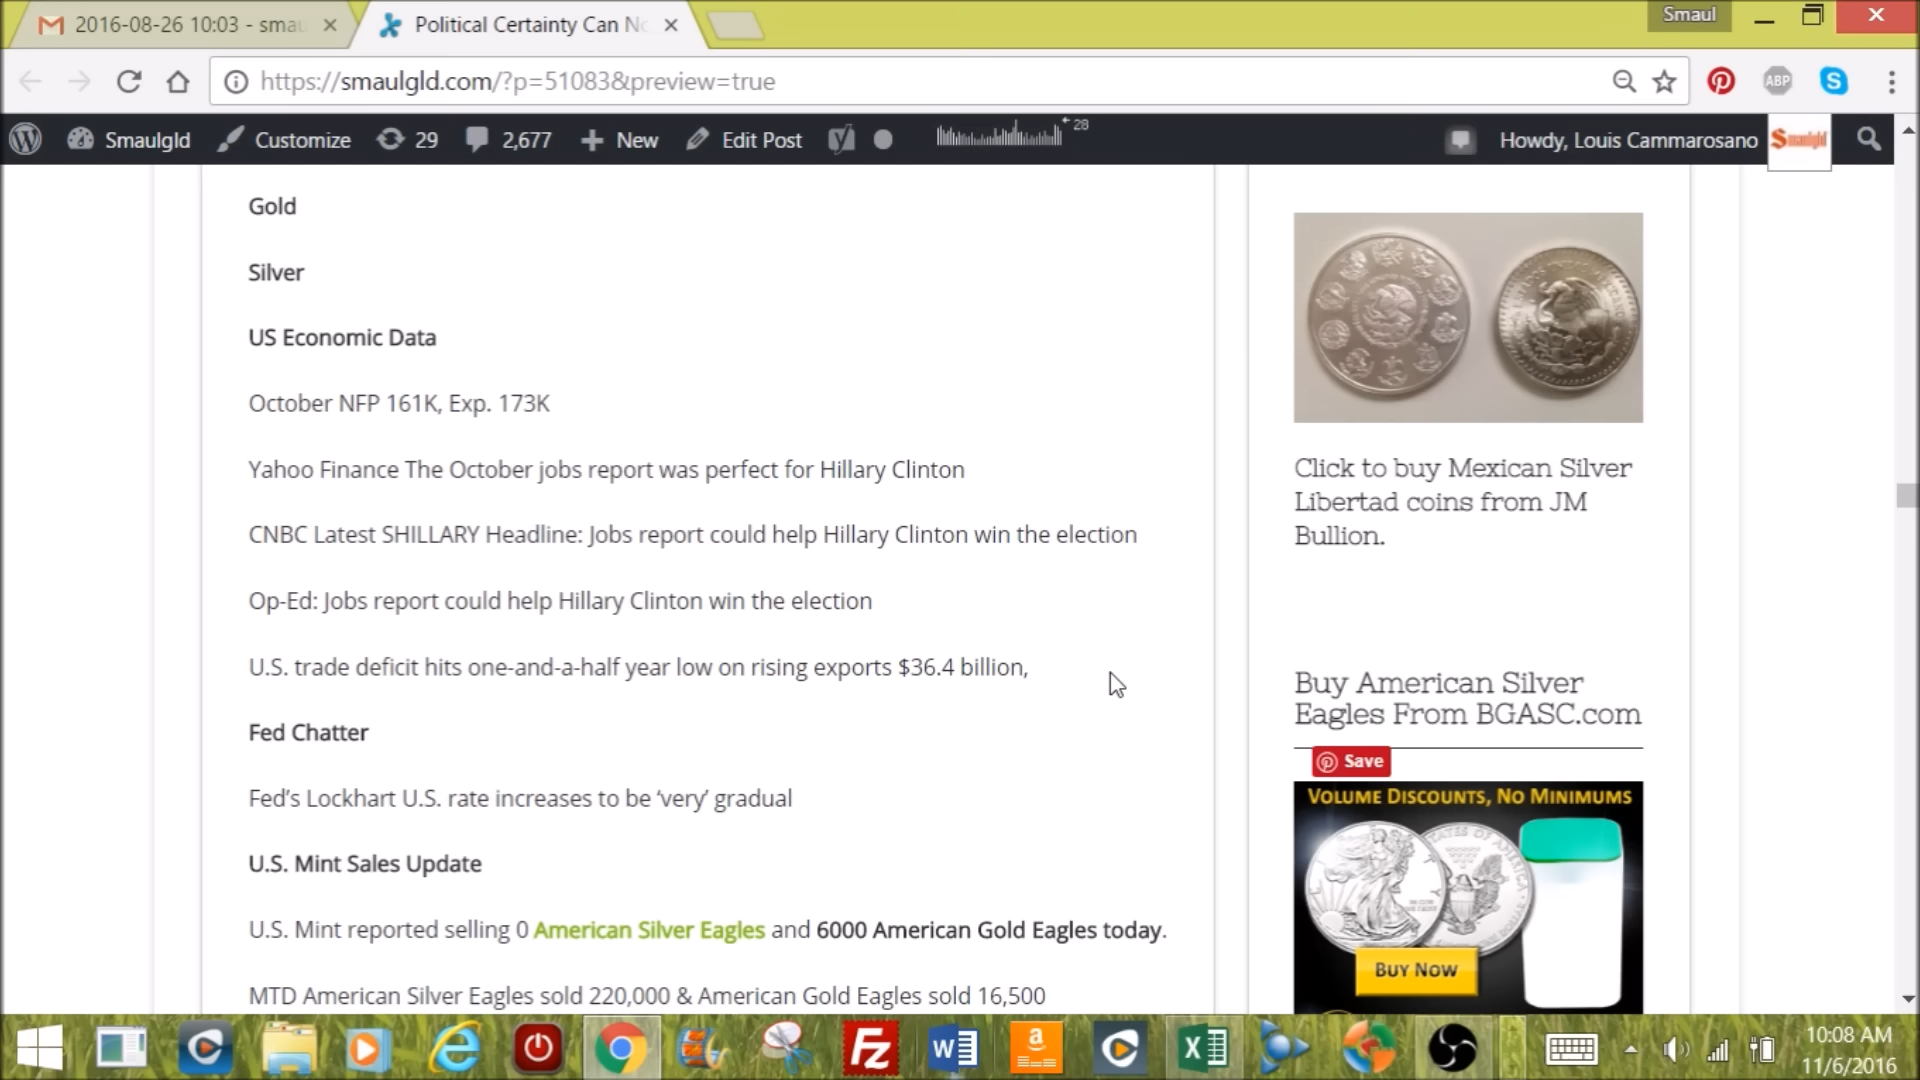 2016-08-26 10:03 - smau
Political Certainty Can No
Smaul
https://smaulgld.com/?p=51083&preview=true
ABP
Smaulgld
Customize
29
2,677
New
Edit Post
28
Howdy, Louis Cammarosano
Smaulgld
Gold
Silver
US Economic Data
October NFP 161K, Exp. 173K
Yahoo Finance The October jobs report was perfect for Hillary Clinton
CNBC Latest SHILLARY Headline: Jobs report could help Hillary Clinton win the election
Op-Ed: Jobs report could help Hillary Clinton win the election
U.S. trade deficit hits one-and-a-half year low on rising exports $36.4 billion,
Fed Chatter
Fed’s Lockhart U.S. rate increases to be ‘very’ gradual
U.S. Mint Sales Update
U.S. Mint reported selling 0 American Silver Eagles and 6000 American Gold Eagles today.
MTD American Silver Eagles sold 220,000 & American Gold Eagles sold 16,500
Click to buy Mexican Silver
Libertad coins from JM
Bullion.
Buy American Silver
Eagles From BGASC.com
Save
VOLUME DISCOUNTS, NO MINIMUMS
BUY NOW
10:08 AM
11/6/2016